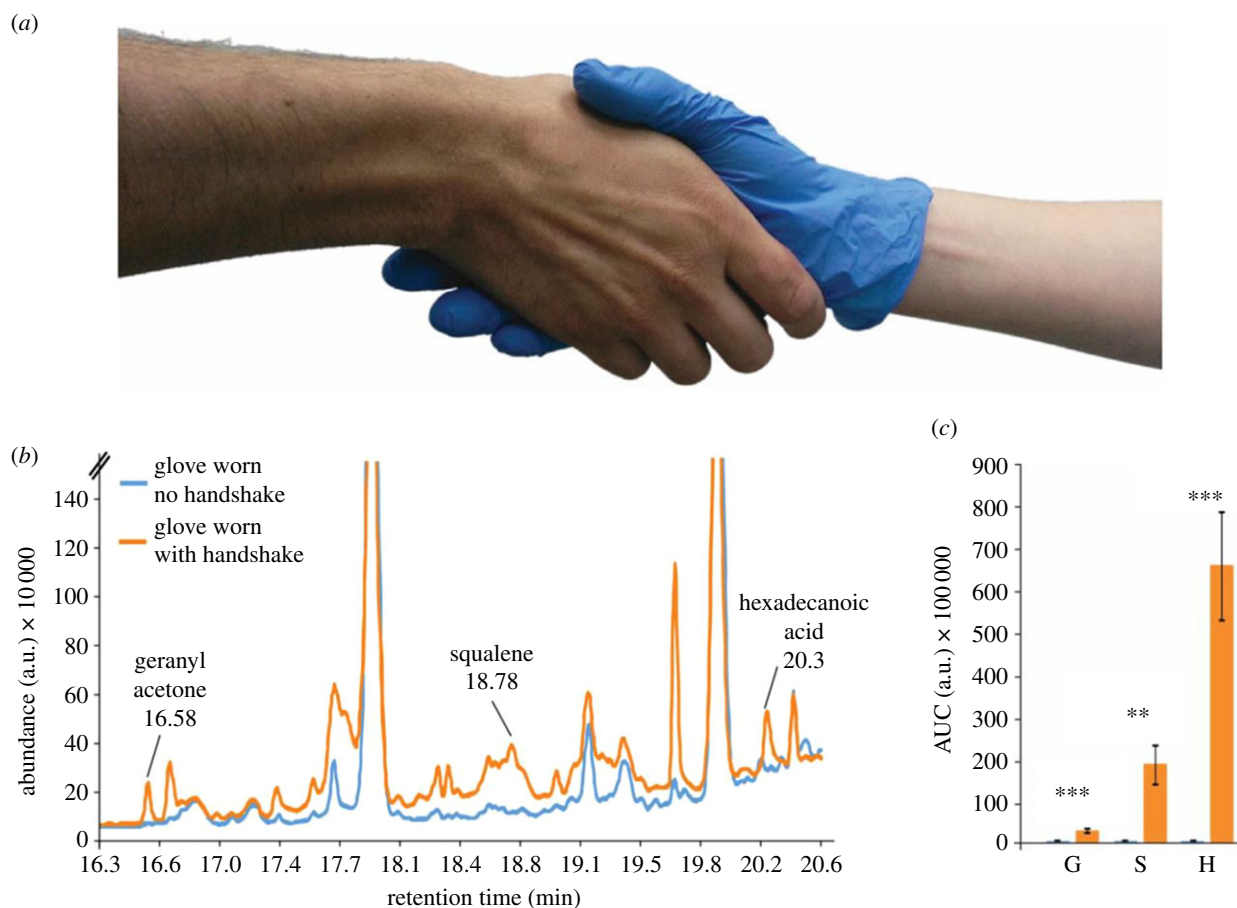 (a)
(b)
glove worn
no handshake
glove worn
with handshake
abundance (a.u.) × 10 000
140
120
100
80
60
40
20
0
geranyl
acetone
16.58
squalene
18.78
hexadecanoic
acid
20.3
16.3 16.6 17.0 17.4 17.7 18.1 18.4 18.8 19.1 19.5 19.8 20.2 20.6
retention time (min)
(c)
AUC (a.u.) × 100 000
900
800
700
600
500
400
300
200
100
0
***
**
***
G S H